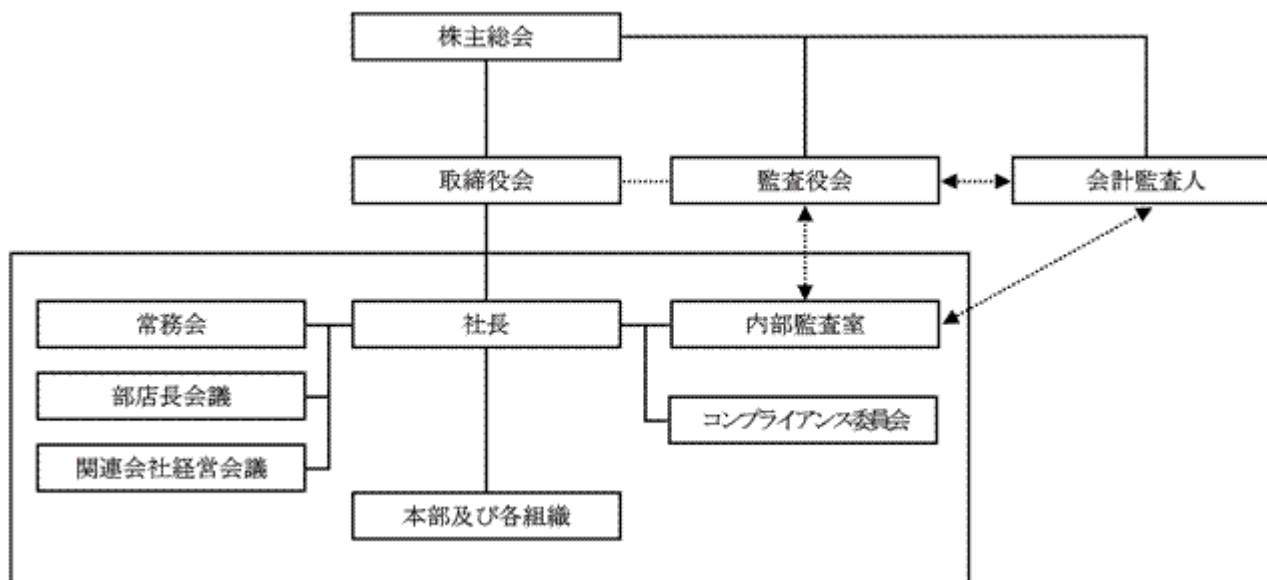 株主総会
取締役会
監査役会
会計監査人
常務会
社長
内部監査室
部店長会議
コンプライアンス委員会
関連会社経営会議
本部及び各組織